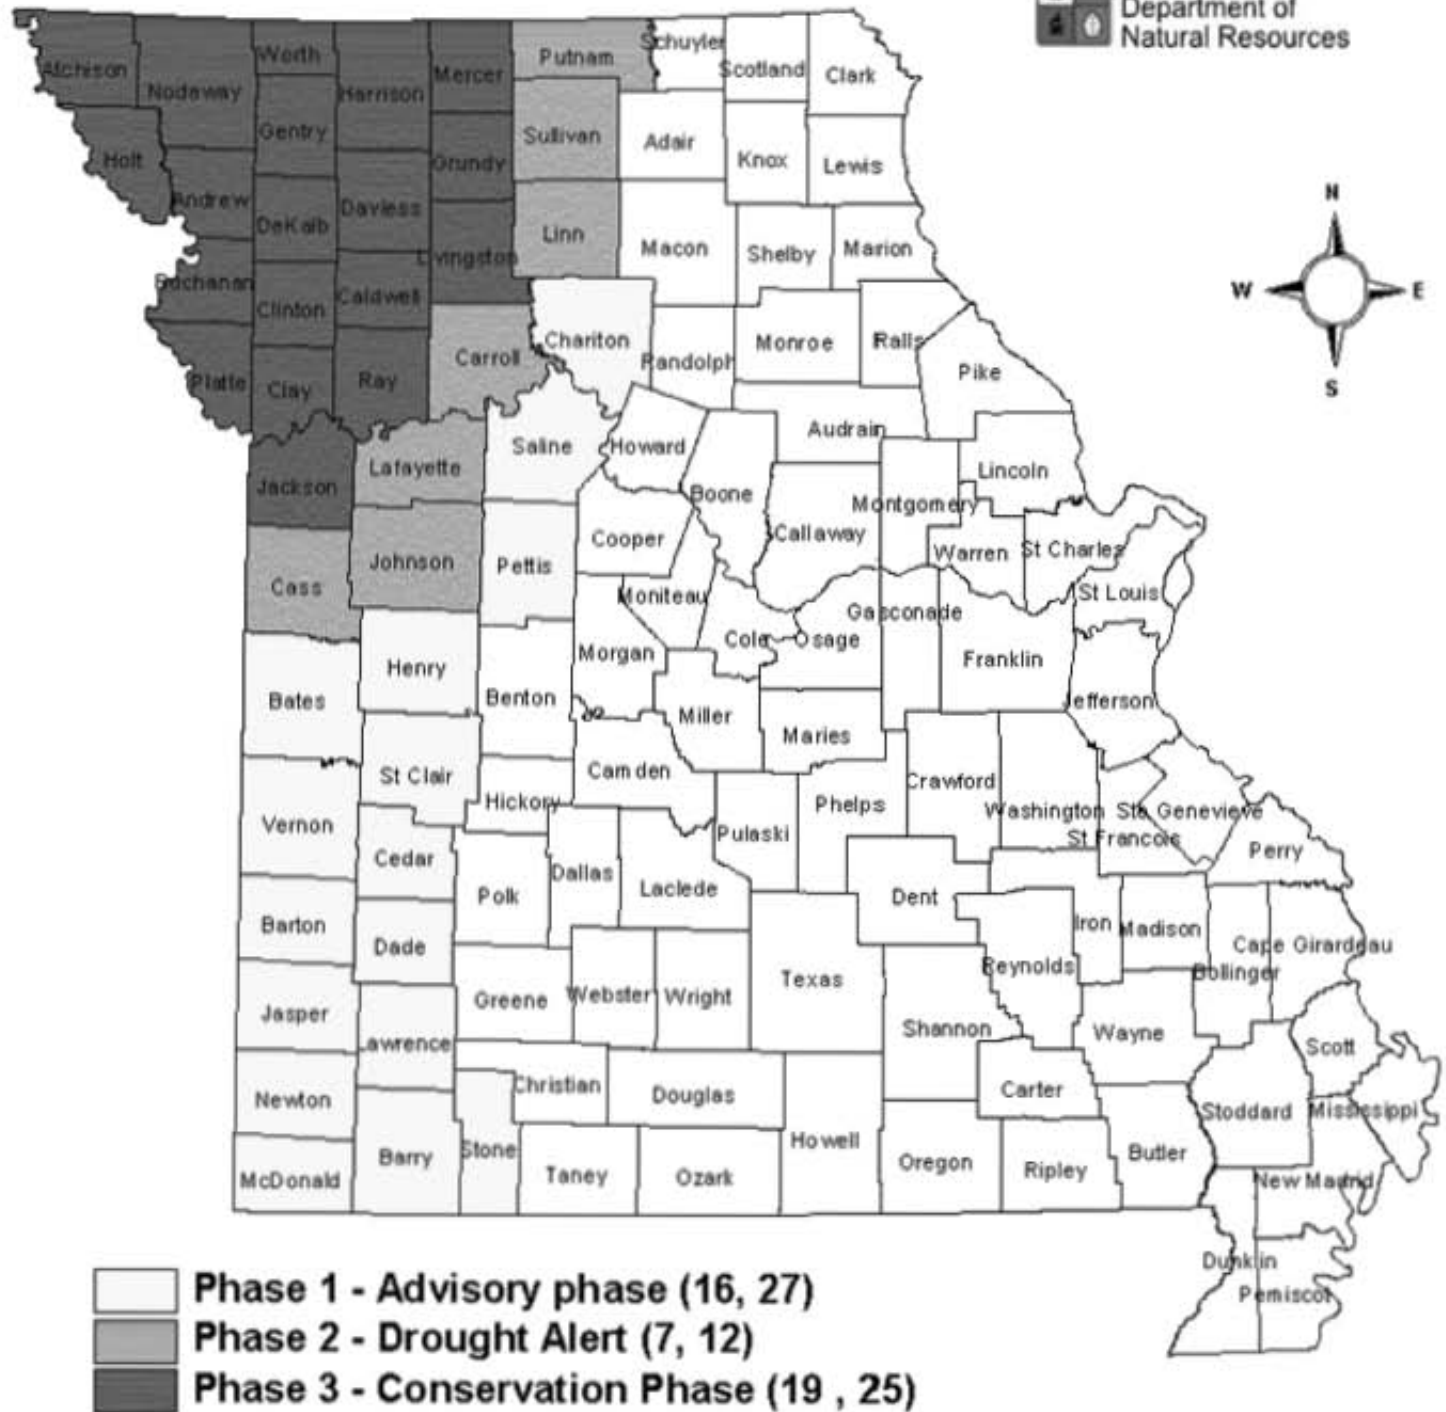 Department of
Natural Resources
Atchison
Nodaway
Worth
Harrison
Mercer
Putnam
Schuyler
Scotland
Clark
Gentry
Sullivan
Adair
Knox
Lewis
Holt
Grundy
Andrew
DeKalb
Daviess
Livingston
Linn
Macon
Shelby
Marion
N
W
E
S
Buchanan
Clinton
Caldwell
Carroll
Chariton
Randolph
Monroe
Ralls
Pike
Platte
Clay
Ray
Audrain
Saline
Howard
Lafayette
Jackson
Boone
Lincoln
Montgomery
Callaway
Cooper
Warren
St Charles
Johnson
Pettis
Cass
Moniteau
St Louis
Gasconade
Cole
Osage
Morgan
Franklin
Henry
Benton
Bates
Miller
Jefferson
Maries
St Clair
Camden
Crawford
Hickory
Phelps
Washington
Ste Genevieve
Vernon
Pulaski
St Francois
Perry
Cedar
Dallas
Laclede
Polk
Dent
Barton
Dade
Iron
Madison
Cape Girardeau
Bollinger
Reynolds
Texas
Greene
Webster
Wright
Jasper
Shannon
Wayne
Lawrence
Scott
Newton
Christian
Douglas
Carter
Stoddard
Mississippi
McDonald
Barry
Stone
Taney
Ozark
Howell
Oregon
Ripley
Butler
New Madrid
Dunklin
Pemiscot
Phase 1 - Advisory phase (16, 27)
Phase 2 - Drought Alert (7, 12)
Phase 3 - Conservation Phase (19 , 25)